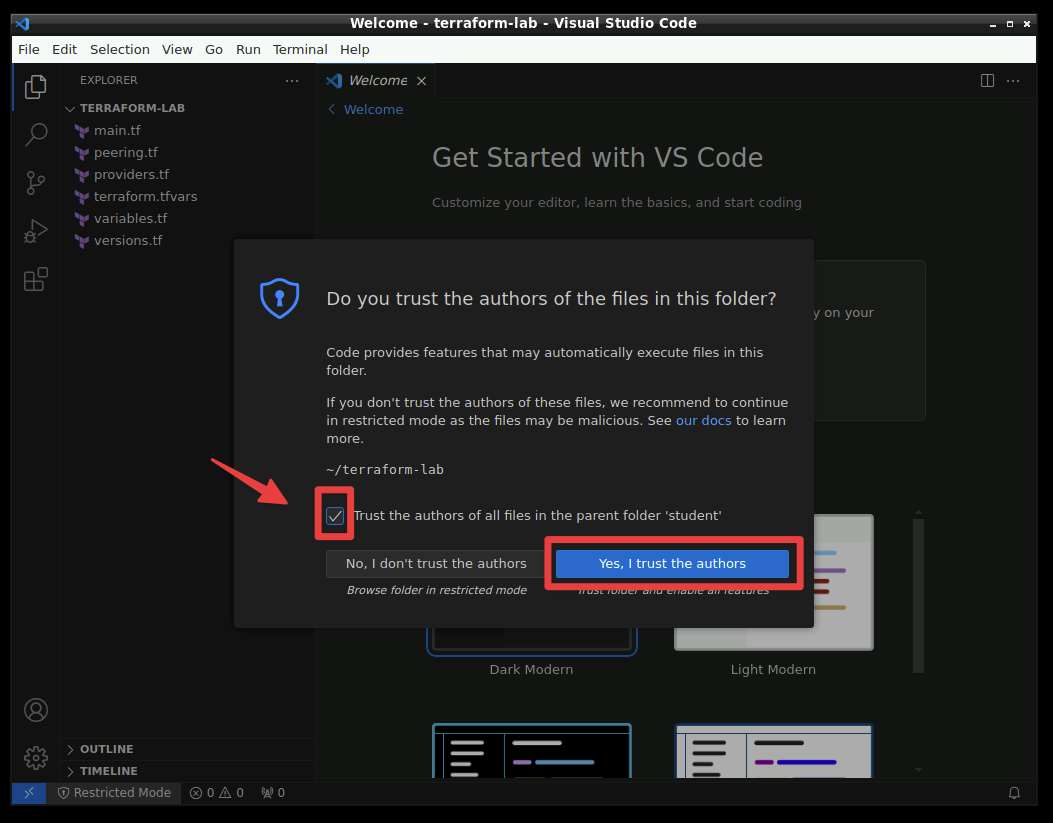 Welcome - terraform-lab - Visual Studio Code
File Edit Selection View Go Run Terminal Help
EXPLORER
Welcome
TERRAFORM-LAB
Welcome
main.tf
peering.tf
providers.tf
terraform.tfvars
variables.tf
versions.tf
Get Started with VS Code
Customize your editor, learn the basics, and start coding
y on your
Do you trust the authors of the files in this folder?
Code provides features that may automatically execute files in this
folder.
If you don't trust the authors of these files, we recommend to continue
in restricted mode as the files may be malicious. See our docs to learn
more.
~/terraform-lab
Trust the authors of all files in the parent folder 'student'
No, I don't trust the authors
Yes, I trust the authors
Browse folder in restricted mode
Trust folder and enable all features
Dark Modern
Light Modern
OUTLINE
TIMELINE
Restricted Mode 0 0 0